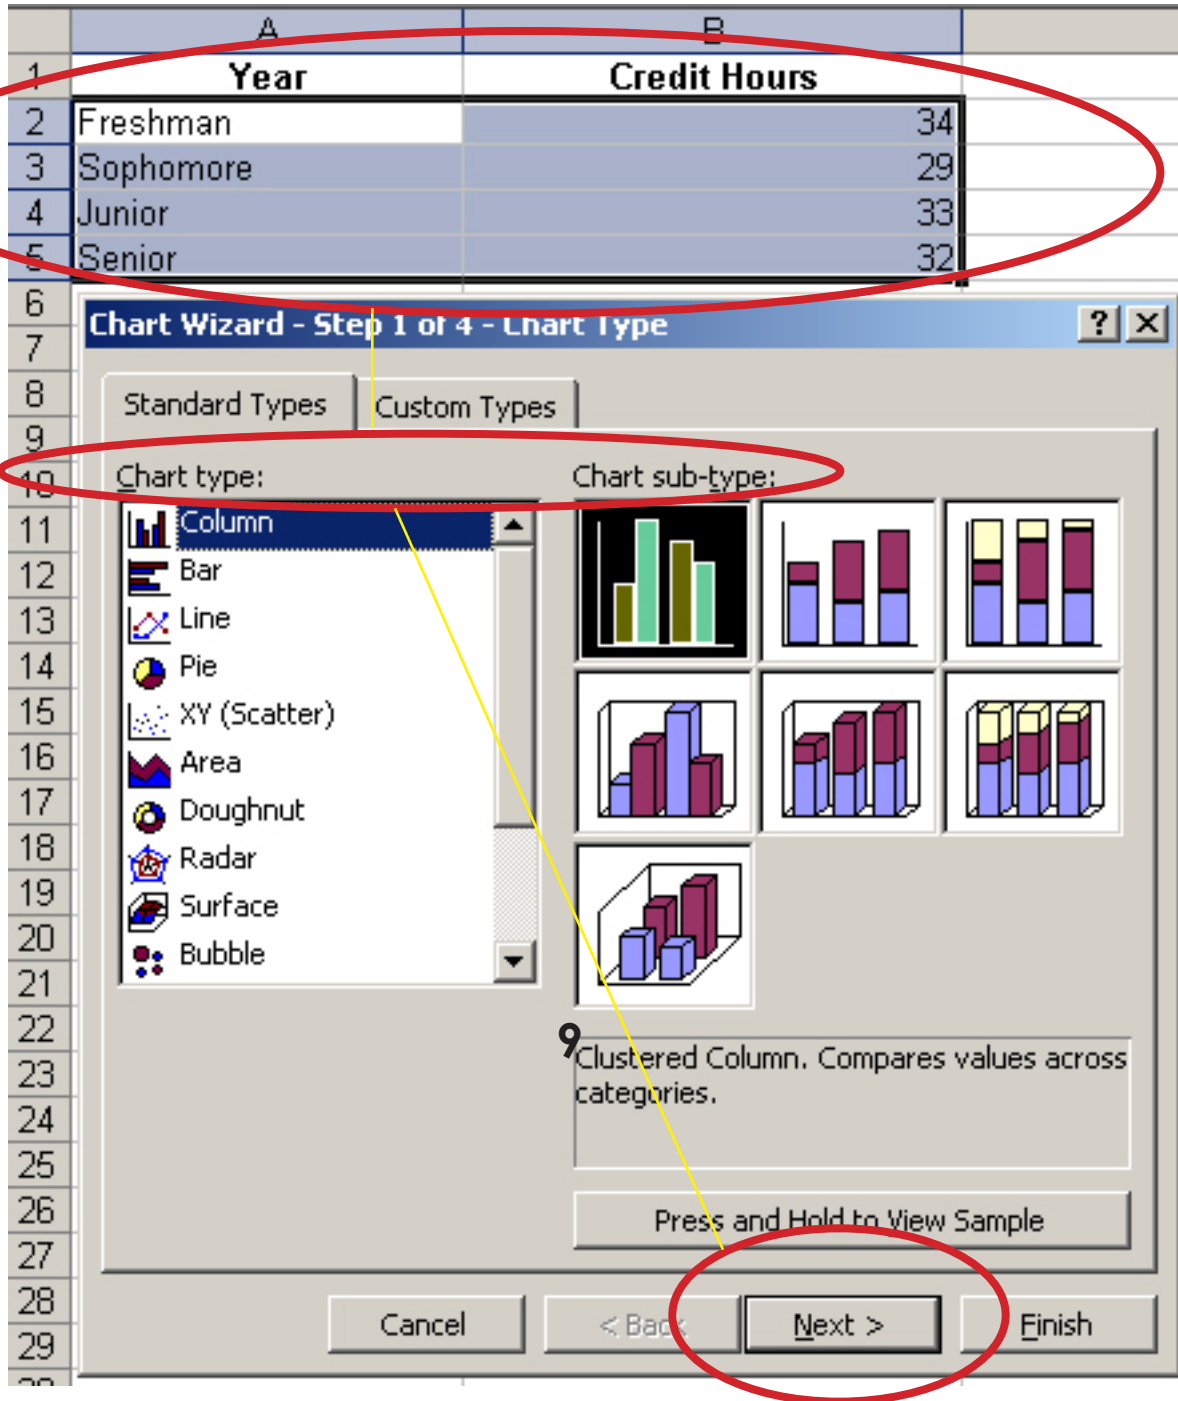 A B
1 Year Credit Hours
2 Freshman 34
3 Sophomore 29
4 Junior 33
5 Senior 32
6
Chart Wizard - Step 1 of 4 - Chart Type ? X
7
8
Standard Types Custom Types
9
10 Chart type: Chart sub-type:
11 Column
12 Bar
13 Line
14 Pie
15 XY (Scatter)
16 Area
17 Doughnut
18 Radar
19 Surface
20 Bubble
21
22
9
23 Clustered Column. Compares values across
categories.
24
25
26 Press and Hold to View Sample
27
28
Cancel < Back Next > Finish
29